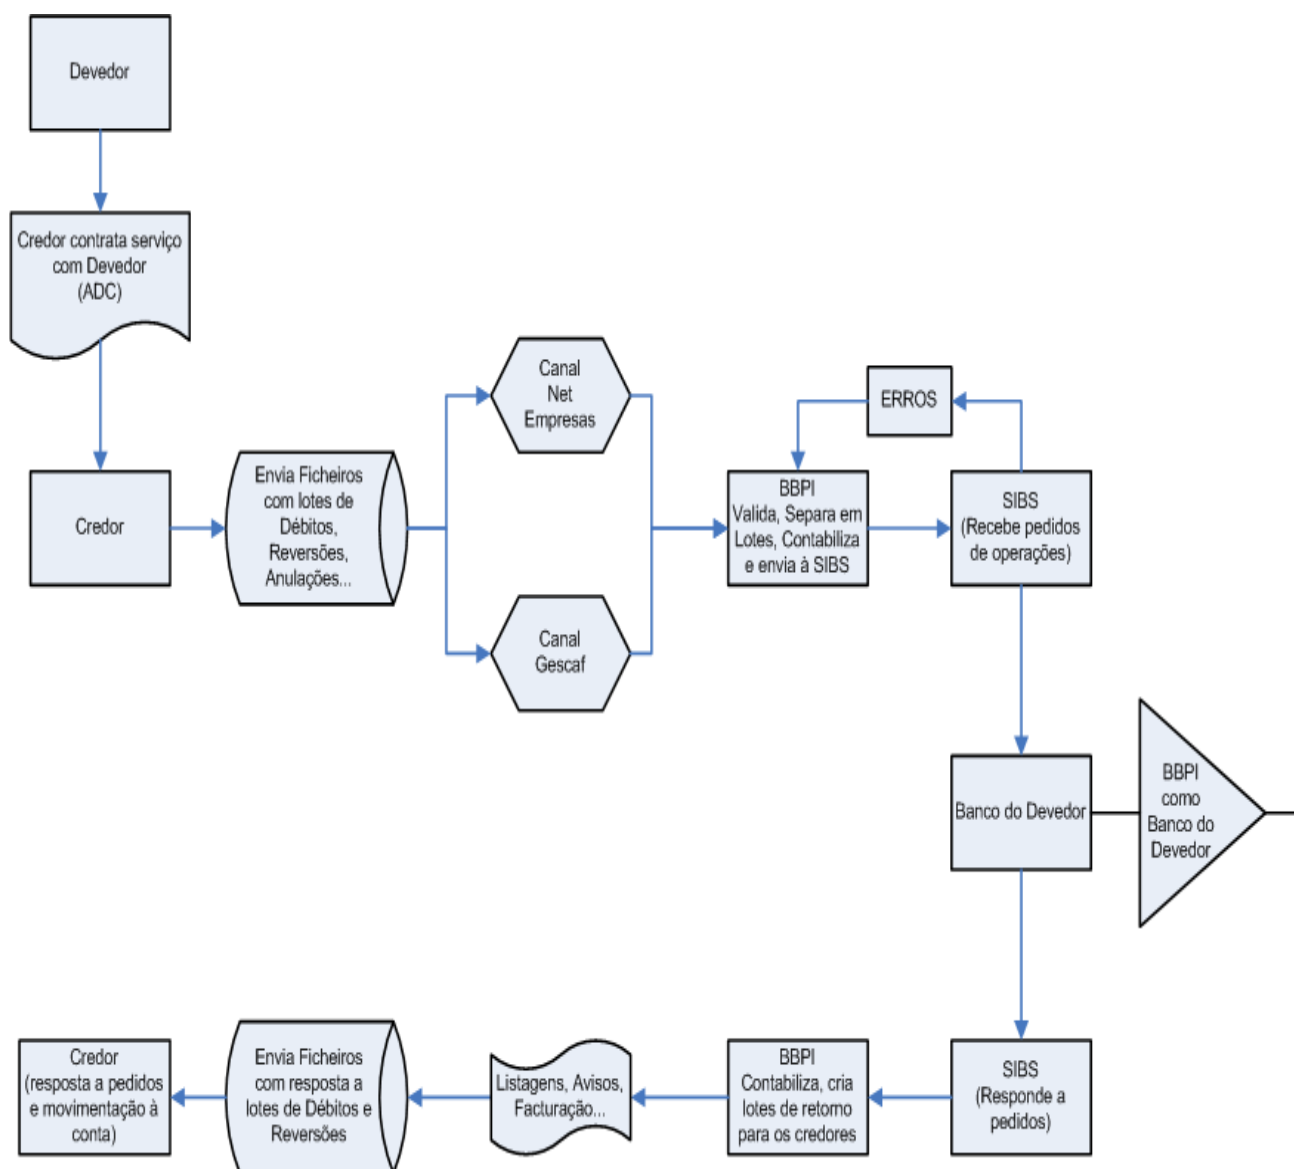 Devedor
Credor contrata serviço
com Devedor
(ADC)
Credor
Envia Ficheiros
com lotes de
Débitos,
Reversões,
Anulações...
Canal
Net
Empresas
Canal
Gescaf
BBPI
Valida, Separa em
Lotes, Contabiliza
e envia à SIBS
ERROS
SIBS
(Recebe pedidos
de operações)
Banco do Devedor
BBPI
como
Banco do
Devedor
SIBS
(Responde a
pedidos)
BBPI
Contabiliza, cria
lotes de retorno
para os credores
Listagens, Avisos,
Facturação...
Envia Ficheiros
com resposta a
lotes de Débitos e
Reversões
Credor
(resposta a pedidos
e movimentação à
conta)